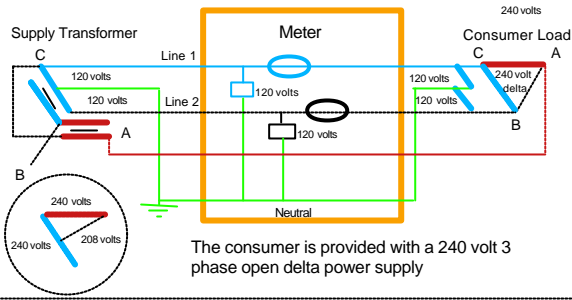 240 volts
Supply Transformer
Meter
Consumer Load
C
Line 1
C
A
120 volts
120 volts
240 volt
delta
120 volts
120 volts
120 volts
Line 2
B
A
120 volts
B
240 volts
240 volts
208 volts
Neutral
The consumer is provided with a 240 volt 3
phase open delta power supply